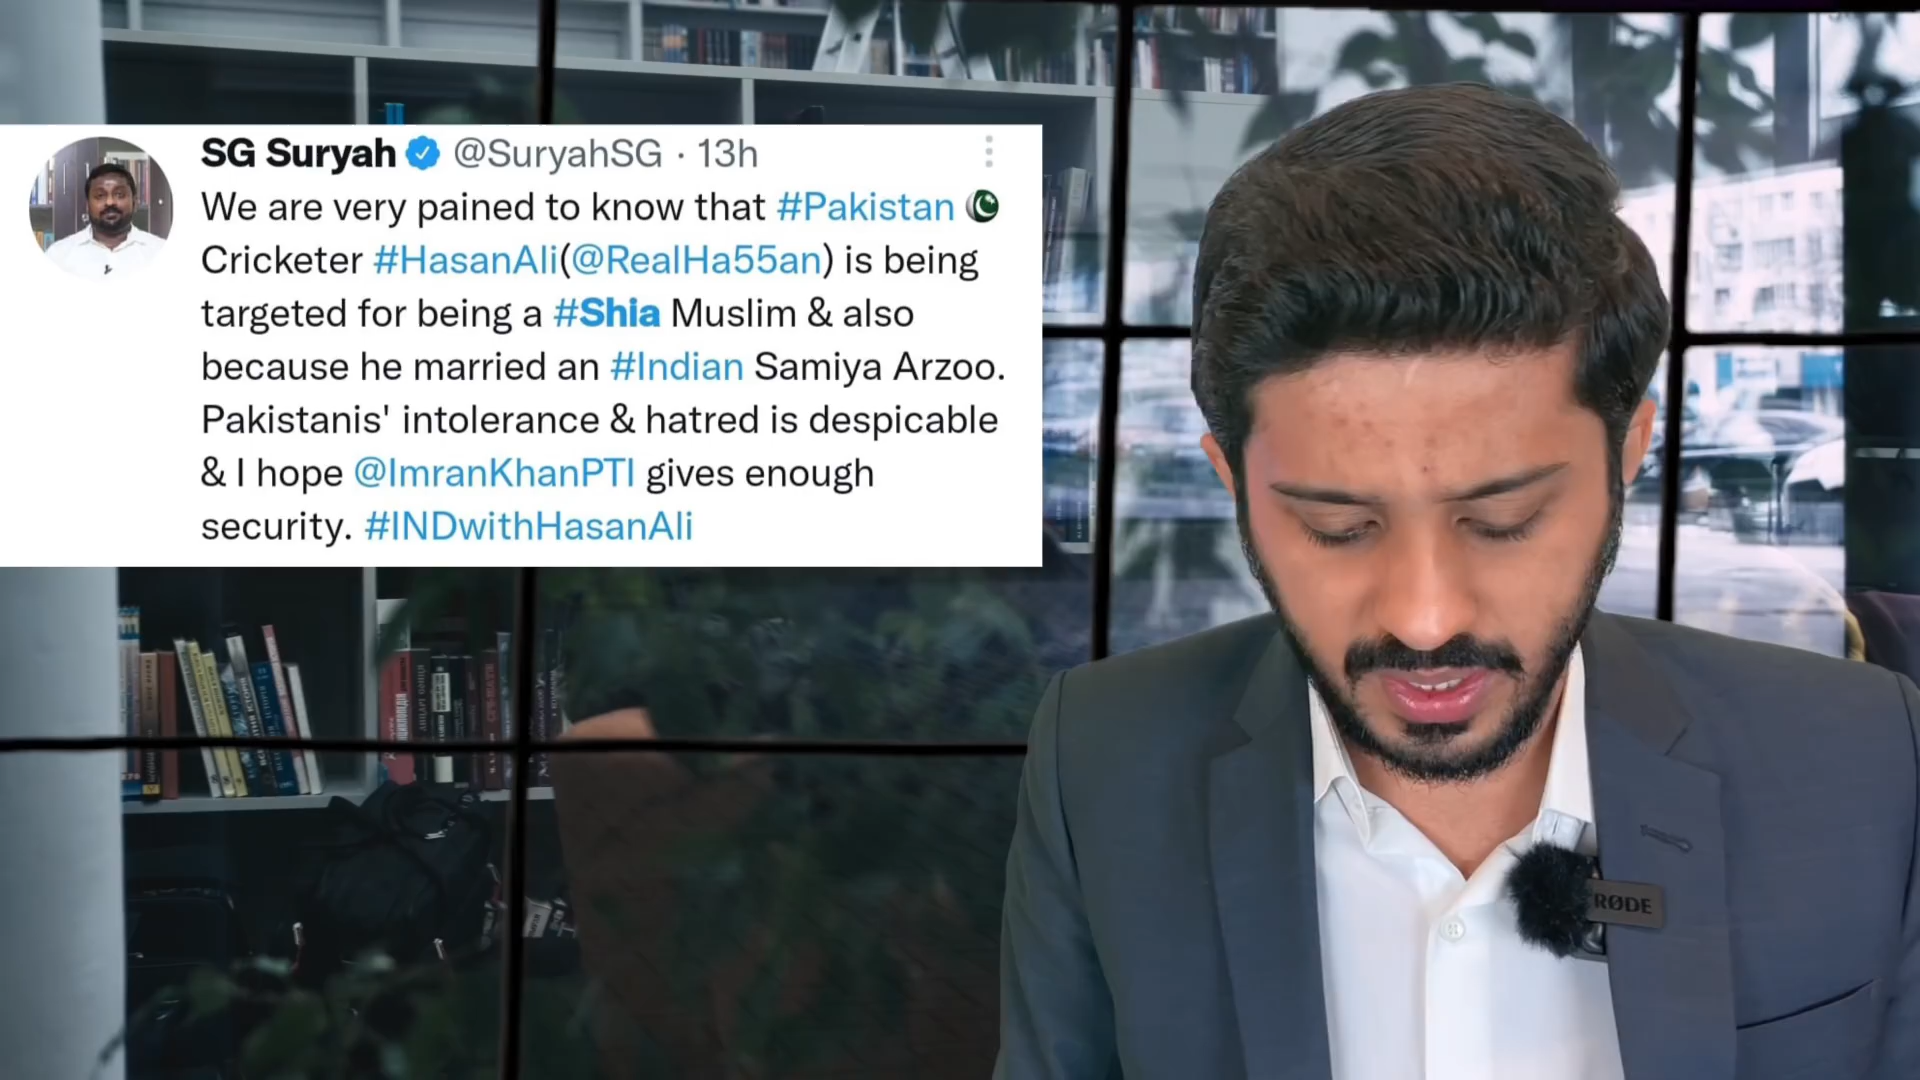 SG Suryah @SuryahSG · 13h
We are very pained to know that #Pakistan 🇵🇰
Cricketer #HasanAli(@RealHa55an) is being
targeted for being a #Shia Muslim & also
because he married an #Indian Samiya Arzoo.
Pakistanis' intolerance & hatred is despicable
& I hope @ImranKhanPTI gives enough
security. #INDwithHasanAli
RØDE